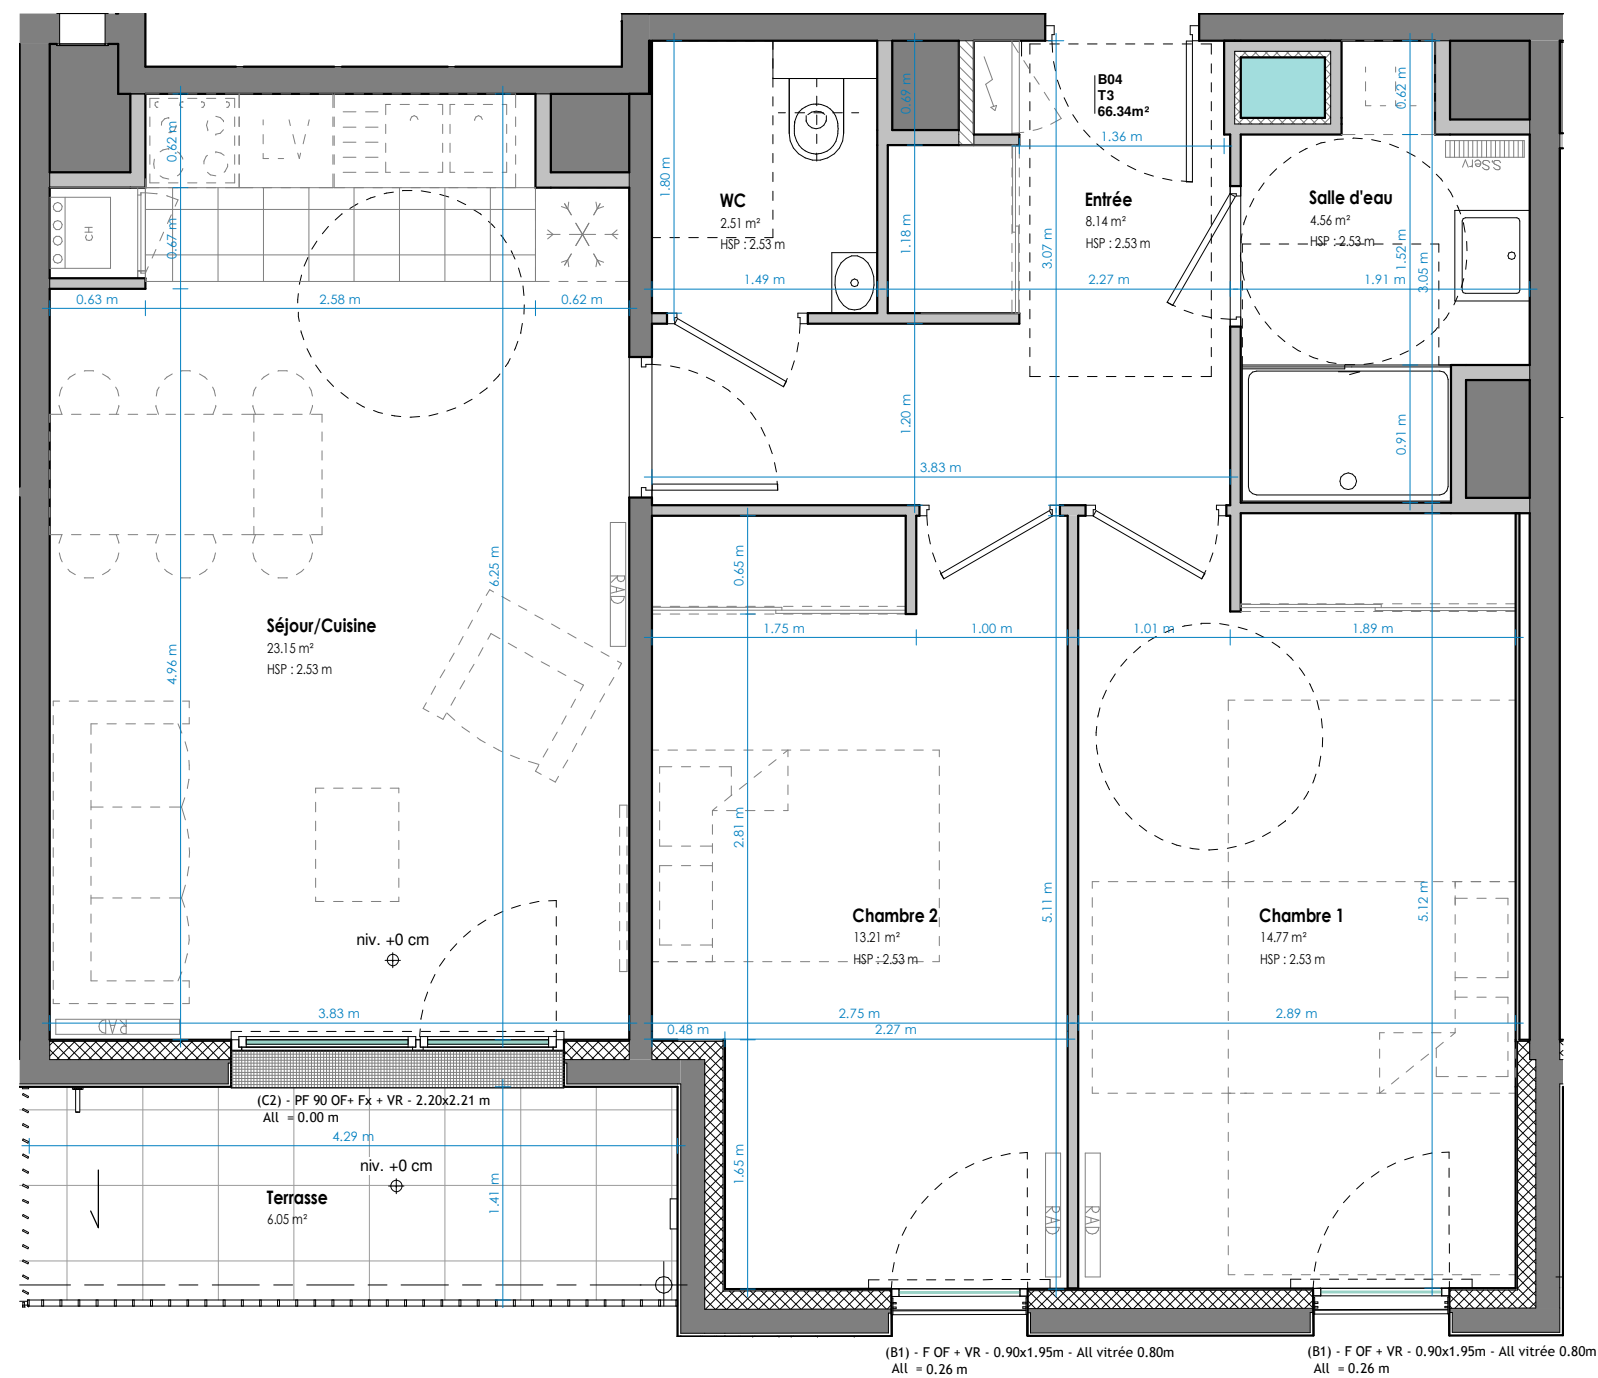 B04
T3
66.34m²
1.36 m
0.69 m
0.62 m
0.62 m
0.67 m
CH
1.80 m
WC
2.51 m²
HSP : 2.53 m
1.49 m
1.18 m
3.07 m
Entrée
8.14 m²
HSP : 2.53 m
2.27 m
S.Serv
Salle d'eau
4.56 m²
HSP : 2.53 m
1.52 m
3.05 m
1.91 m
0.63 m
2.58 m
0.62 m
1.20 m
0.91 m
3.83 m
6.25 m
RAD
0.65 m
Séjour/Cuisine
23.15 m²
HSP : 2.53 m
4.96 m
1.75 m
1.00 m
1.01 m
1.89 m
2.81 m
5.11 m
5.12 m
Chambre 2
13.21 m²
HSP : 2.53 m
Chambre 1
14.77 m²
HSP : 2.53 m
niv. +0 cm
RAD
3.83 m
0.48 m
2.75 m
2.27 m
2.89 m
(C2) - PF 90 OF+ Fx + VR - 2.20x2.21 m
All = 0.00 m
4.29 m
niv. +0 cm
1.41 m
1.65 m
Terrasse
6.05 m²
RAD
RAD
(B1) - F OF + VR - 0.90x1.95m - All vitrée 0.80m
All = 0.26 m
(B1) - F OF + VR - 0.90x1.95m - All vitrée 0.80m
All = 0.26 m